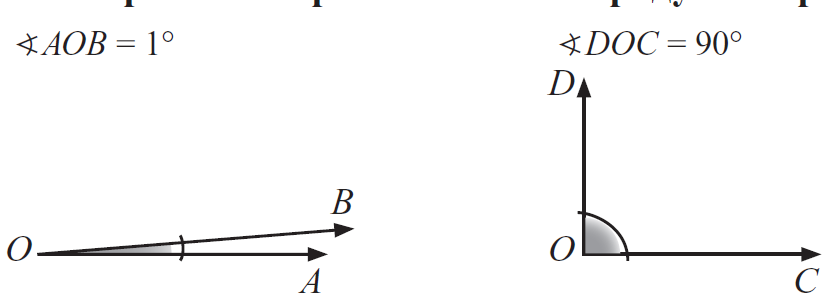 ∢AOB = 1°
∢DOC = 90°
D
B
O
A
O
C